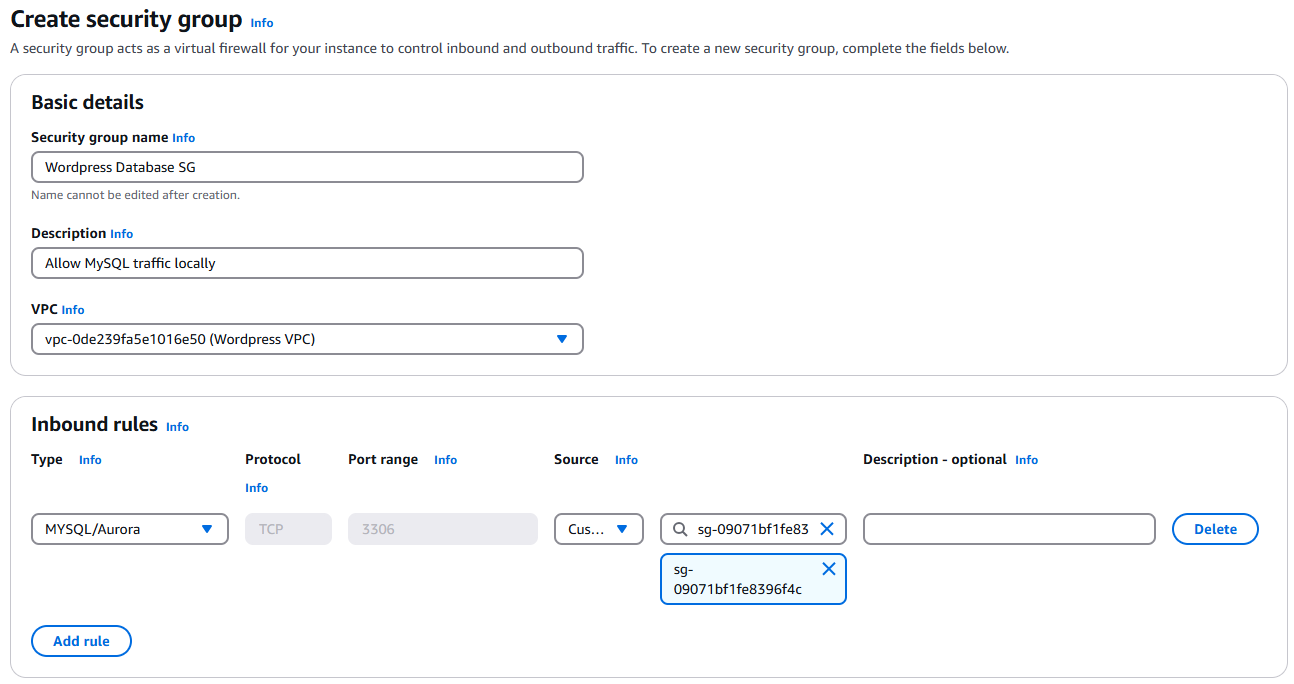 Create security group Info
A security group acts as a virtual firewall for your instance to control inbound and outbound traffic. To create a new security group, complete the fields below.
Basic details
Security group name Info
Wordpress Database SG
Name cannot be edited after creation.
Description Info
Allow MySQL traffic locally
VPC Info
vpc-0de239fa5e1016e50 (Wordpress VPC)
Inbound rules Info
Type Info Protocol Port range Info Source Info Description - optional Info
Info
MYSQL/Aurora TCP 3306 Cus... sg-09071bf1fe83 Delete
sg-
09071bf1fe8396f4c
Add rule